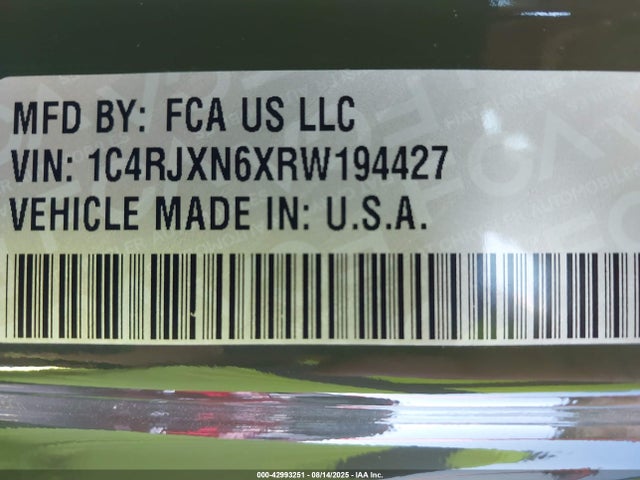 MFD BY: FCA US LLC
VIN: 1C4RJXN6XRW194427
VEHICLE MADE IN: U.S.A.
000-42993251 - 08/14/2025 - IAA Inc.